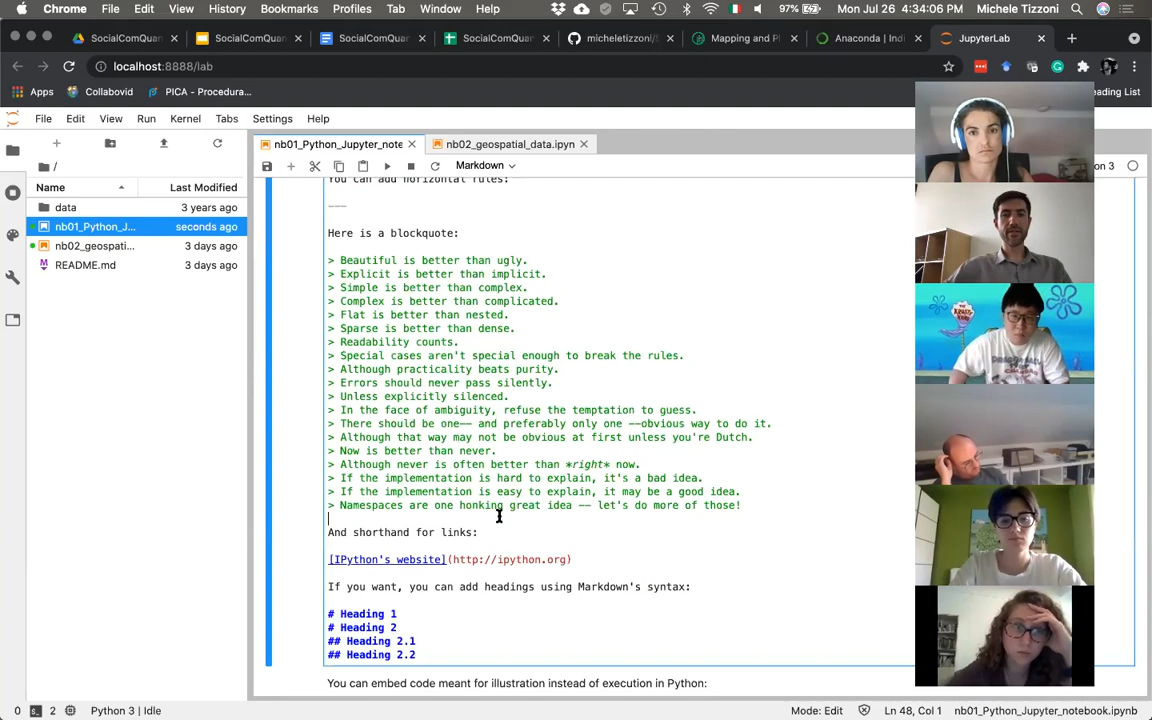 Chrome File Edit View History Bookmarks Profiles Tab Window Help 97% Mon Jul 26 4:34:06 PM Michele Tizzoni
SocialComQuan SocialComQuan SocialComQuan SocialComQuan micheletizzoni/ Mapping and Pl Anaconda | Indi JupyterLab
localhost:8888/lab
Apps Collabovid PICA - Procedura... ading List
File Edit View Run Kernel Tabs Settings Help
nb01_Python_Jupyter_note nb02_geospatial_data.ipyn
/ Markdown on 3
Name Last Modified
You can add horizontal rules:
data 3 years ago
---
nb01_Python_J... seconds ago
Here is a blockquote:
nb02_geospati... 3 days ago
README.md 3 days ago
> Beautiful is better than ugly.
> Explicit is better than implicit.
> Simple is better than complex.
> Complex is better than complicated.
> Flat is better than nested.
> Sparse is better than dense.
> Readability counts.
> Special cases aren't special enough to break the rules.
> Although practicality beats purity.
> Errors should never pass silently.
> Unless explicitly silenced.
> In the face of ambiguity, refuse the temptation to guess.
> There should be one-- and preferably only one --obvious way to do it.
> Although that way may not be obvious at first unless you're Dutch.
> Now is better than never.
> Although never is often better than *right* now.
> If the implementation is hard to explain, it's a bad idea.
> If the implementation is easy to explain, it may be a good idea.
> Namespaces are one honking great idea -- let's do more of those!
And shorthand for links:
[IPython's website](http://ipython.org)
If you want, you can add headings using Markdown's syntax:
# Heading 1
# Heading 2
## Heading 2.1
## Heading 2.2
You can embed code meant for illustration instead of execution in Python:
0 2 Python 3 | Idle Mode: Edit Ln 48, Col 1 nb01_Python_Jupyter_notebook.ipynb